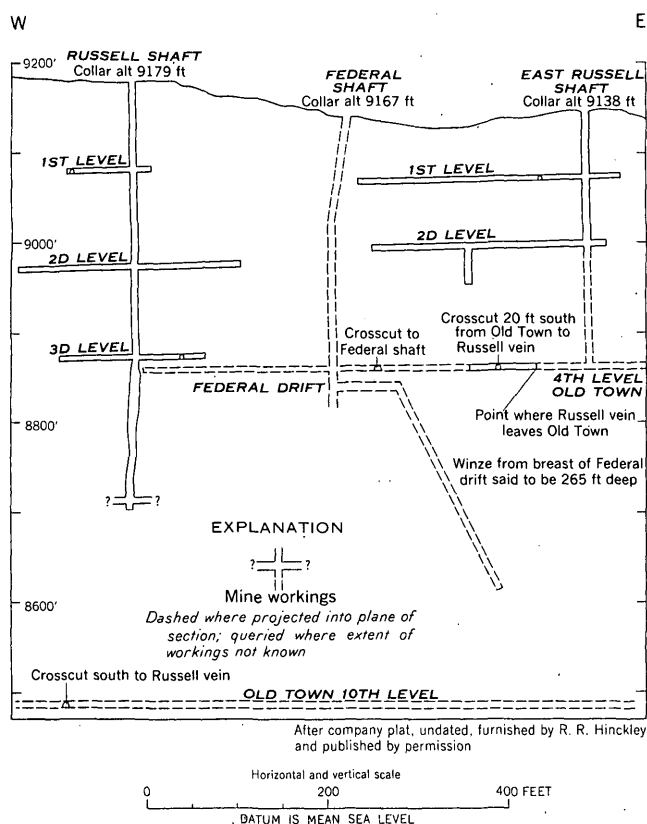 W
E
9200'
RUSSELL SHAFT
Collar alt 9179 ft
FEDERAL
SHAFT
Collar alt 9167 ft
EAST RUSSELL
SHAFT
Collar alt 9138 ft
1ST LEVEL
1ST LEVEL
9000'
2D LEVEL
2D LEVEL
Crosscut to
Federal shaft
Crosscut 20 ft south
from Old Town to
Russell vein
3D LEVEL
FEDERAL DRIFT
4TH LEVEL
OLD TOWN
8800'
Point where Russell vein
leaves Old Town
Winze from breast of Federal
drift said to be 265 ft deep
? ?
EXPLANATION
? ?
Mine workings
Dashed where projected into plane of
section; queried where extent of
workings not known
8600'
Crosscut south to Russell vein
OLD TOWN 10TH LEVEL
After company plat, undated, furnished by R. R. Hinckley
and published by permission
Horizontal and vertical scale
0 200 400 FEET
DATUM IS MEAN SEA LEVEL